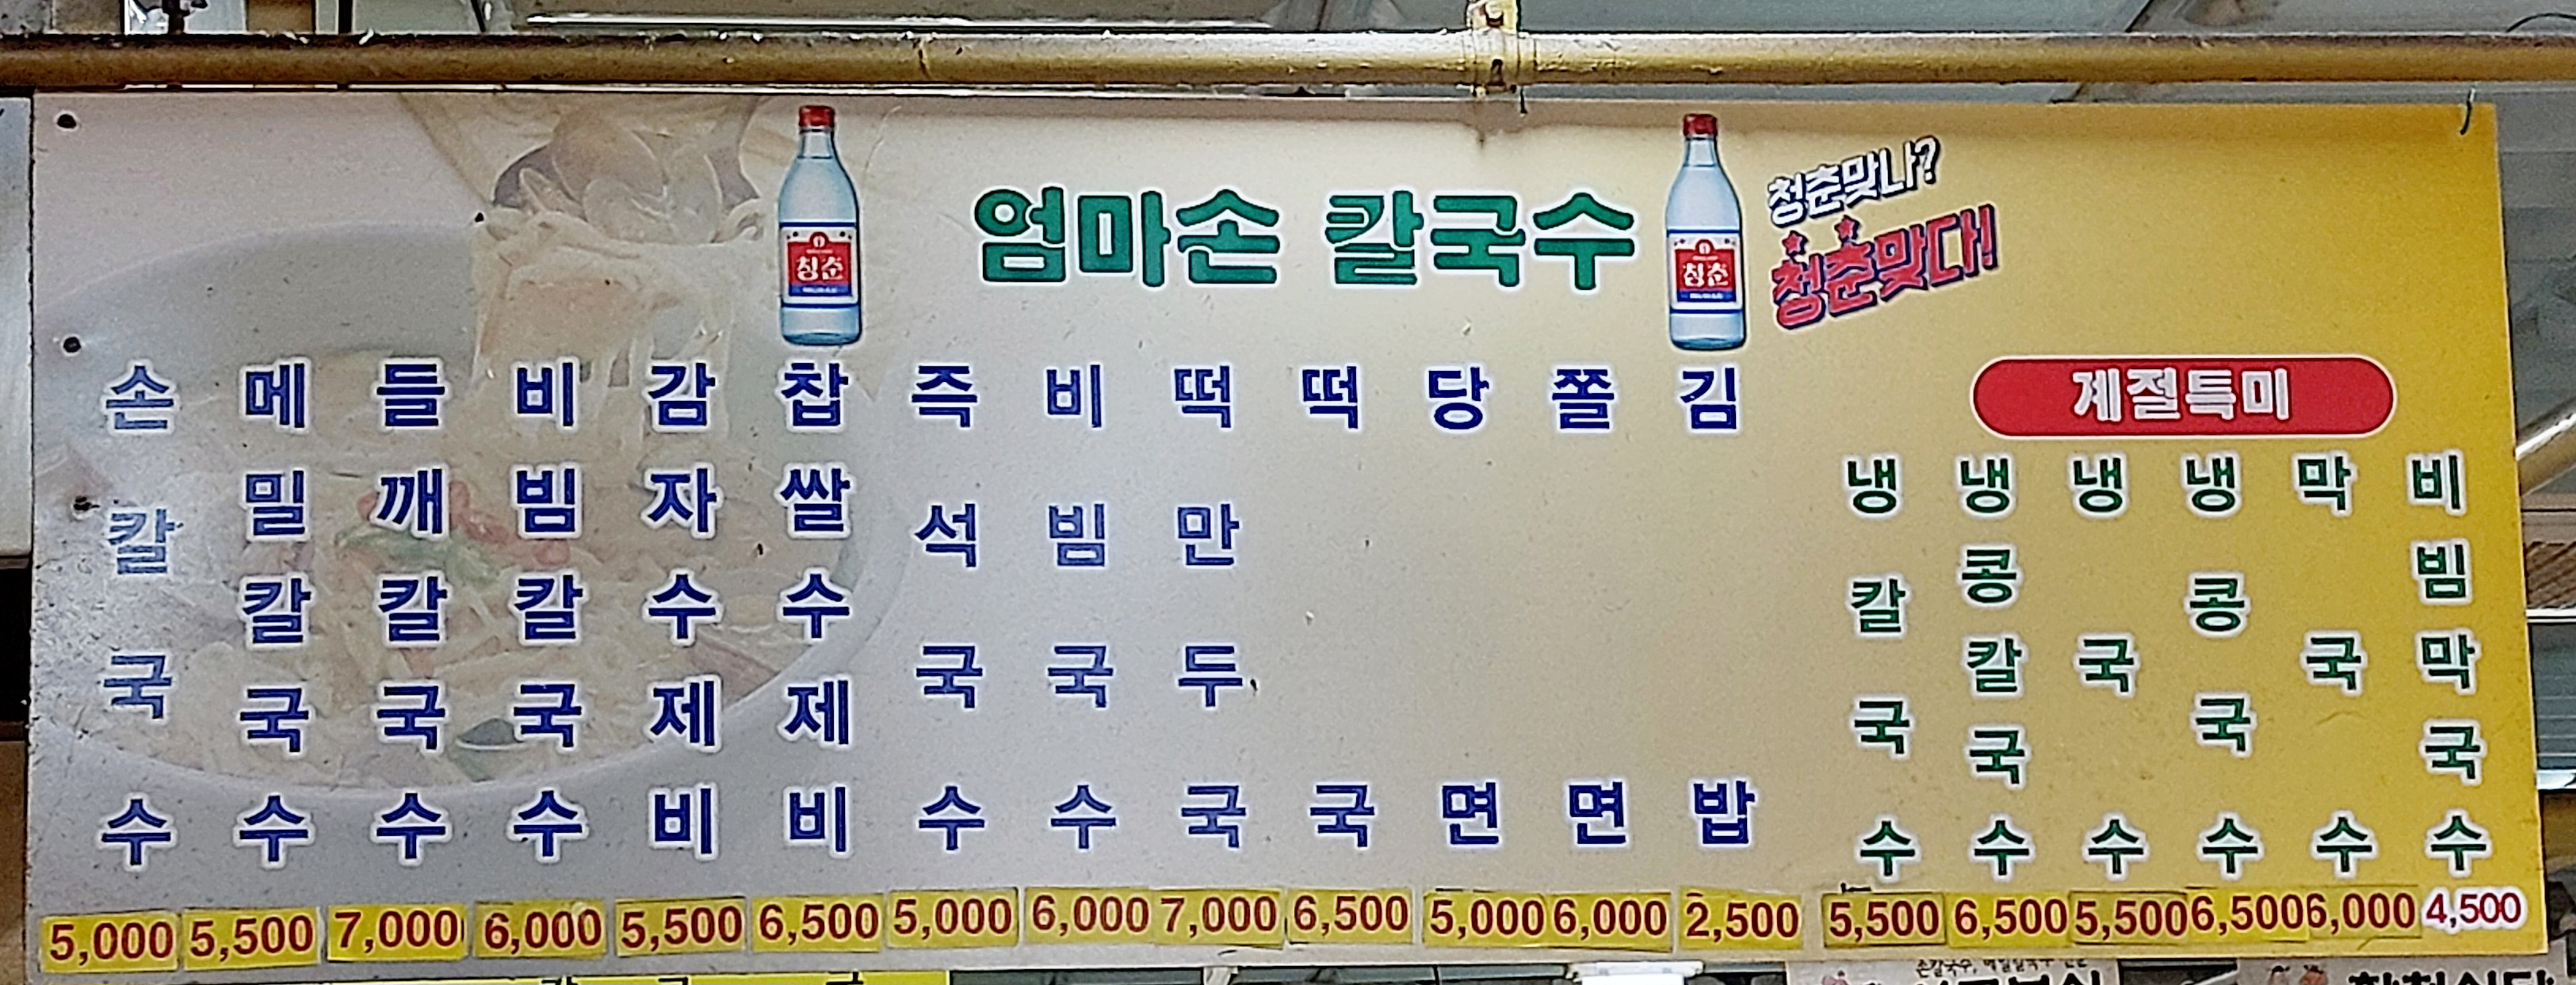 엄마손 칼국수
청춘
청춘
청춘맞나?
청춘맞다!
손칼국수 5,000
메밀칼국수 5,500
들깨칼국수 7,000
비빔칼국수 6,000
감자수제비 5,500
찹쌀수제비 6,500
즉석국수 5,000
비빔국수 6,000
떡만두국 7,000
떡국 6,500
당면 5,000
쫄면 6,000
김밥 2,500
계절특미
냉칼국수 5,500
냉콩칼국수 6,500
냉국수 5,500
냉콩국수 6,500
막국수 6,000
비빔막국수 4,500